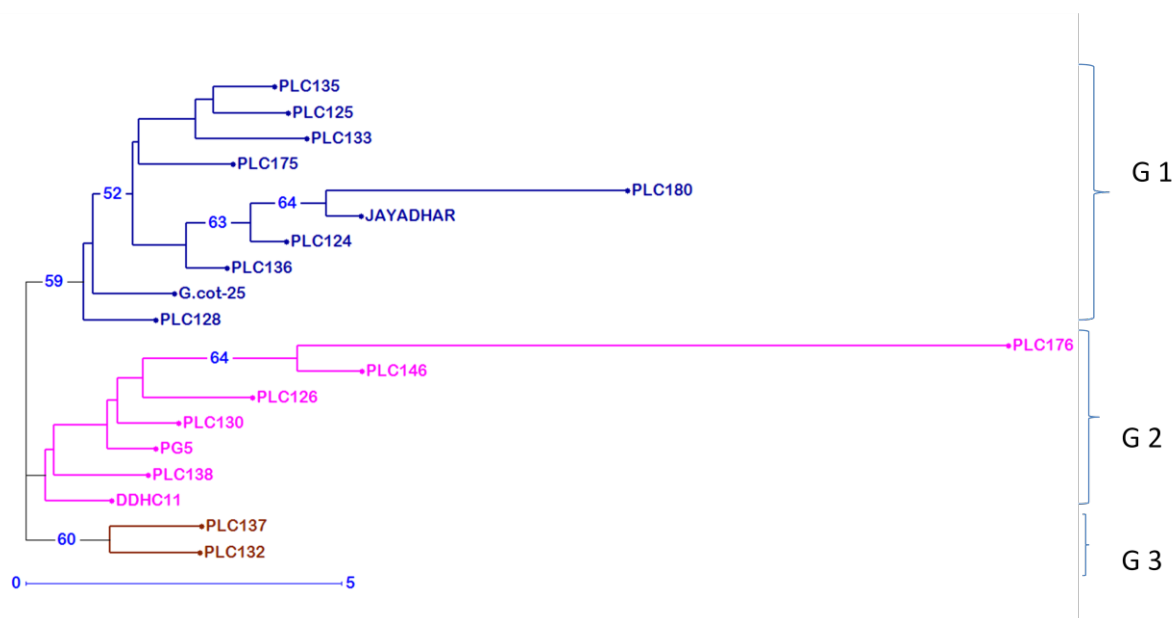 PLC135
PLC125
PLC133
PLC175
G 1
52
PLC180
64
JAYADHAR
63
PLC124
PLC136
59
G.cot-25
PLC128
PLC176
64
PLC146
PLC126
PLC130
G 2
PG5
PLC138
DDHC11
PLC137
60
PLC132
G 3
0 5